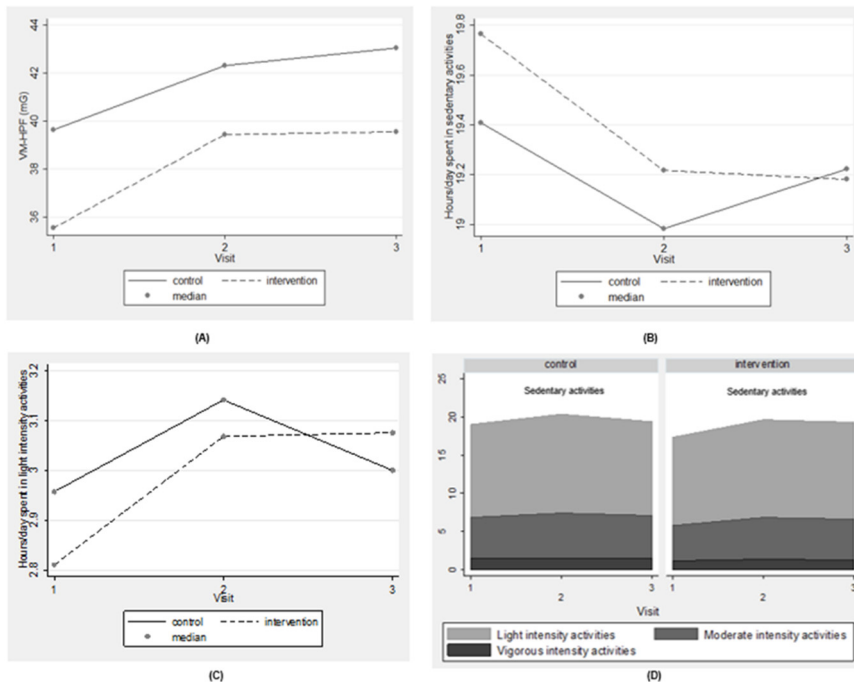 VM-HPF (mG)
44
42
40
38
36
1
2
3
Visit
control
intervention
median
(A)
Hours/day spent in sedentary activities
19.8
19.6
19.4
19.2
19
1
2
3
Visit
control
intervention
median
(B)
Hours/day spent in light intensity activities
3.2
3.1
3
2.9
2.8
1
2
3
Visit
control
intervention
median
(C)
control
intervention
Sedentary activities
Sedentary activities
25
20
15
10
5
0
1
3
1
3
2
2
Visit
Light intensity activities
Moderate intensity activities
Vigorous intensity activities
(D)